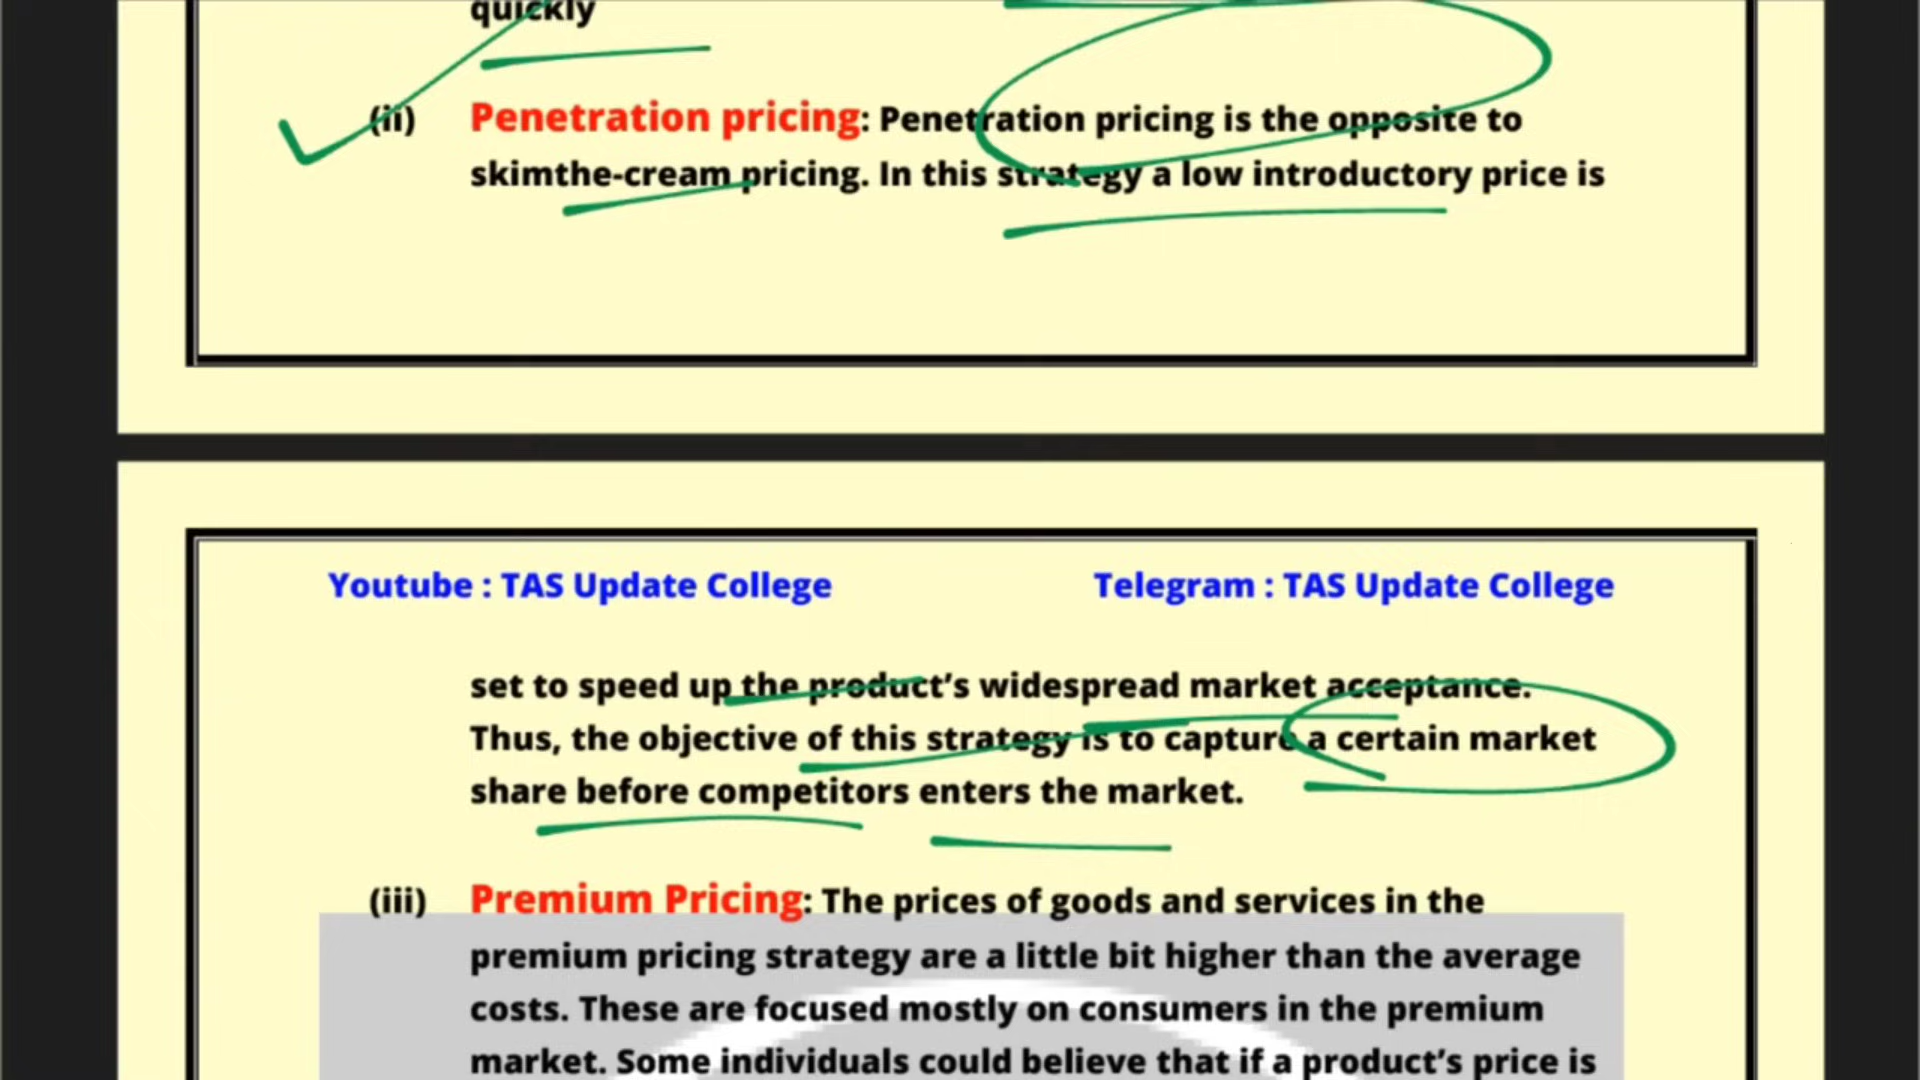 quickly
(ii) Penetration pricing: Penetration pricing is the opposite to
skimthe-cream pricing. In this strategy a low introductory price is
Youtube : TAS Update College Telegram : TAS Update College
set to speed up the product’s widespread market acceptance.
Thus, the objective of this strategy is to capture a certain market
share before competitors enters the market.
(iii) Premium Pricing: The prices of goods and services in the
premium pricing strategy are a little bit higher than the average
costs. These are focused mostly on consumers in the premium
market. Some individuals could believe that if a product’s price is